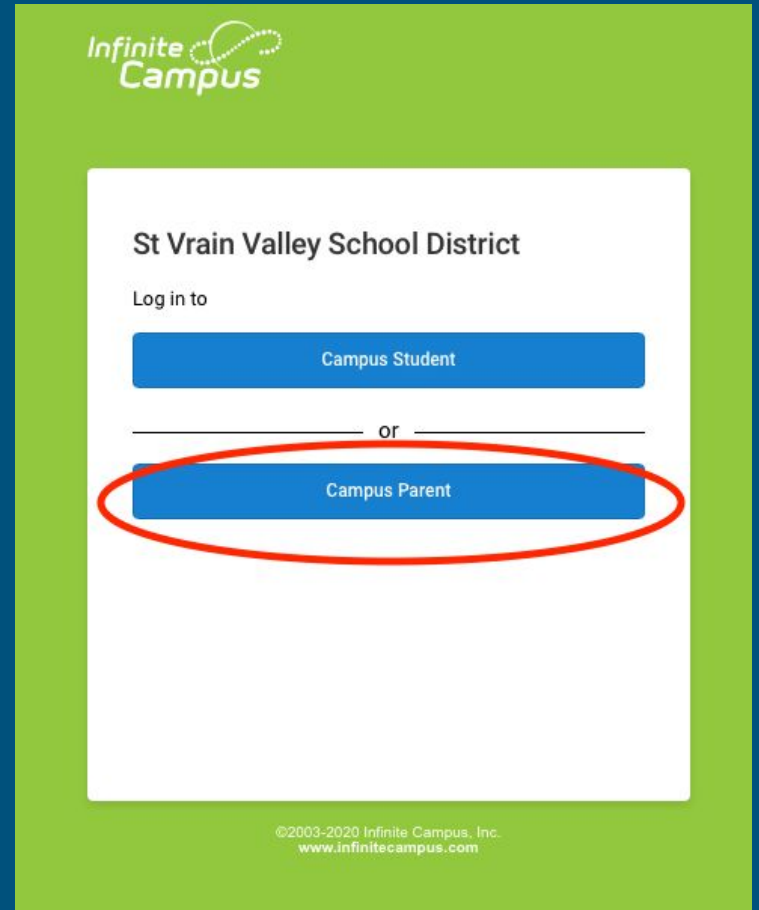 Infinite
Campus
St Vrain Valley School District
Log in to
Campus Student
or
Campus Parent
©2003-2020 Infinite Campus, Inc.
www.infinitecampus.com